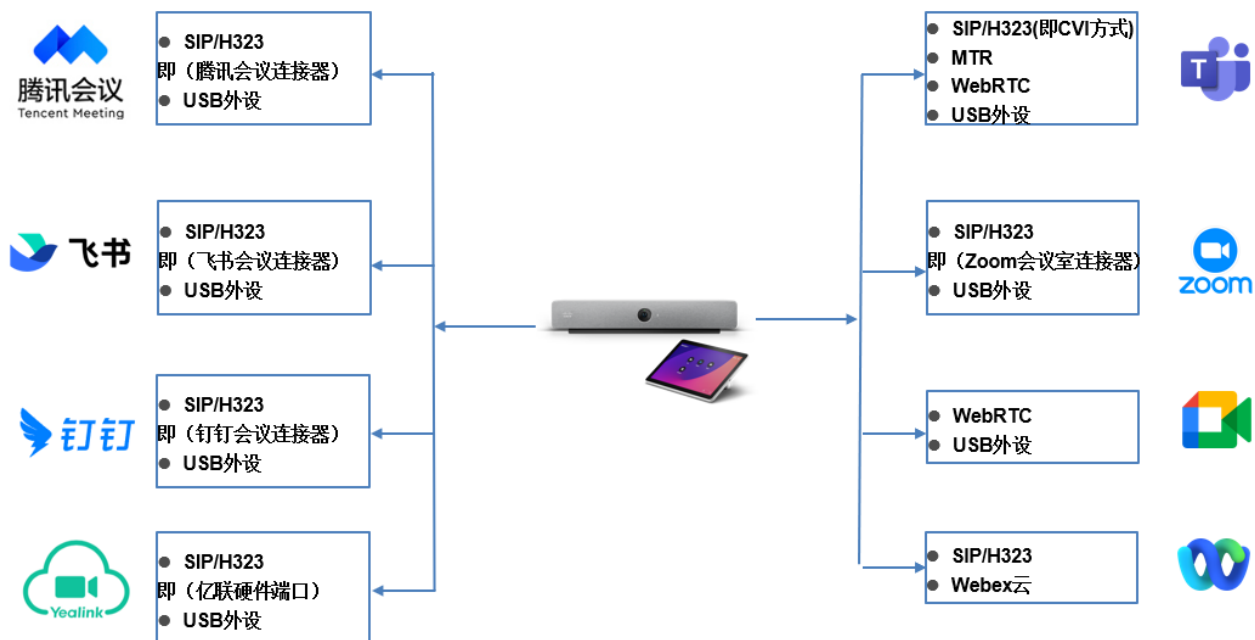 腾讯会议
Tencent Meeting
SIP/H323
即（腾讯会议连接器）
USB外设
飞书
SIP/H323
即（飞书会议连接器）
USB外设
钉钉
SIP/H323
即（钉钉会议连接器）
USB外设
Yealink
SIP/H323
即（亿联硬件端口）
USB外设
SIP/H323(即CVI方式)
MTR
WebRTC
USB外设
T
SIP/H323
即（Zoom会议室连接器）
USB外设
zoom
WebRTC
USB外设
SIP/H323
Webex云